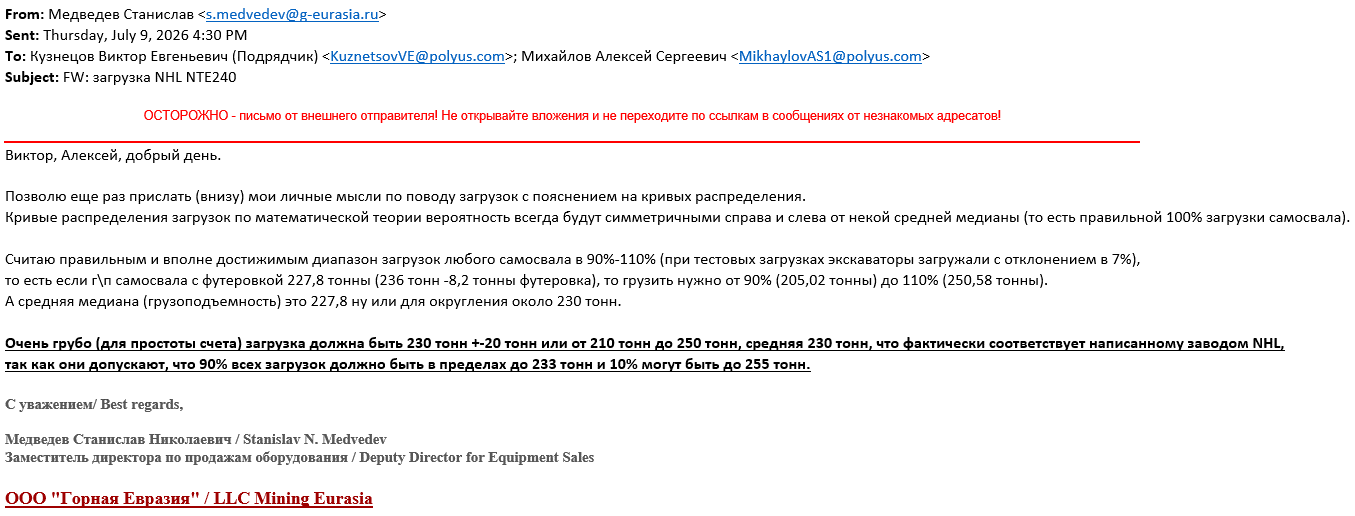 From: Медведев Станислав <s.medvedev@g-eurasia.ru>
Sent: Thursday, July 9, 2026 4:30 PM
To: Кузнецов Виктор Евгеньевич (Подрядчик) <KuznetsovVE@polyus.com>; Михайлов Алексей Сергеевич <MikhaylovAS1@polyus.com>
Subject: FW: загрузка NHL NTE240
ОСТОРОЖНО - письмо от внешнего отправителя! Не открывайте вложения и не переходите по ссылкам в сообщениях от незнакомых адресатов!
Виктор, Алексей, добрый день.
Позволю еще раз прислать (внизу) мои личные мысли по поводу загрузок с пояснением на кривых распределения.
Кривые распределения загрузок по математической теории вероятность всегда будут симметричными справа и слева от некой средней медианы (то есть правильной 100% загрузки самосвала).
Считаю правильным и вполне достижимым диапазон загрузок любого самосвала в 90%-110% (при тестовых загрузках экскаваторы загружали с отклонением в 7%),
то есть если г\п самосвала с футеровкой 227,8 тонны (236 тонн -8,2 тонны футеровка), то грузить нужно от 90% (205,02 тонны) до 110% (250,58 тонны).
А средняя медиана (грузоподъемность) это 227,8 ну или для округления около 230 тонн.
Очень грубо (для простоты счета) загрузка должна быть 230 тонн +-20 тонн или от 210 тонн до 250 тонн, средняя 230 тонн, что фактически соответствует написанному заводом NHL,
так как они допускают, что 90% всех загрузок должно быть в пределах до 233 тонн и 10% могут быть до 255 тонн.
С уважением/ Best regards,
Медведев Станислав Николаевич / Stanislav N. Medvedev
Заместитель директора по продажам оборудования / Deputy Director for Equipment Sales
ООО "Горная Евразия" / LLC Mining Eurasia